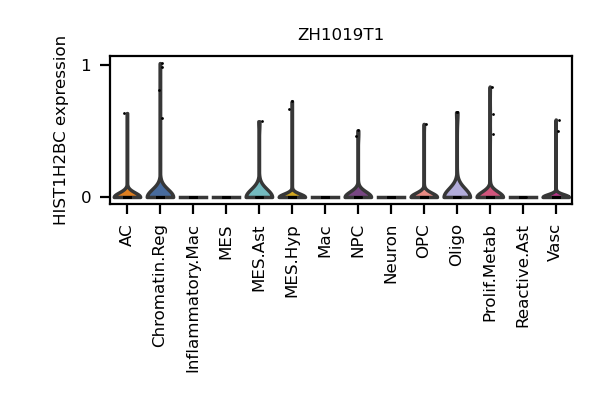 ZH1019T1
HIST1H2BC expression
1
0
AC
Chromatin.Reg
Inflammatory.Mac
MES
MES.Ast
MES.Hyp
Mac
NPC
Neuron
OPC
Oligo
Prolif.Metab
Reactive.Ast
Vasc